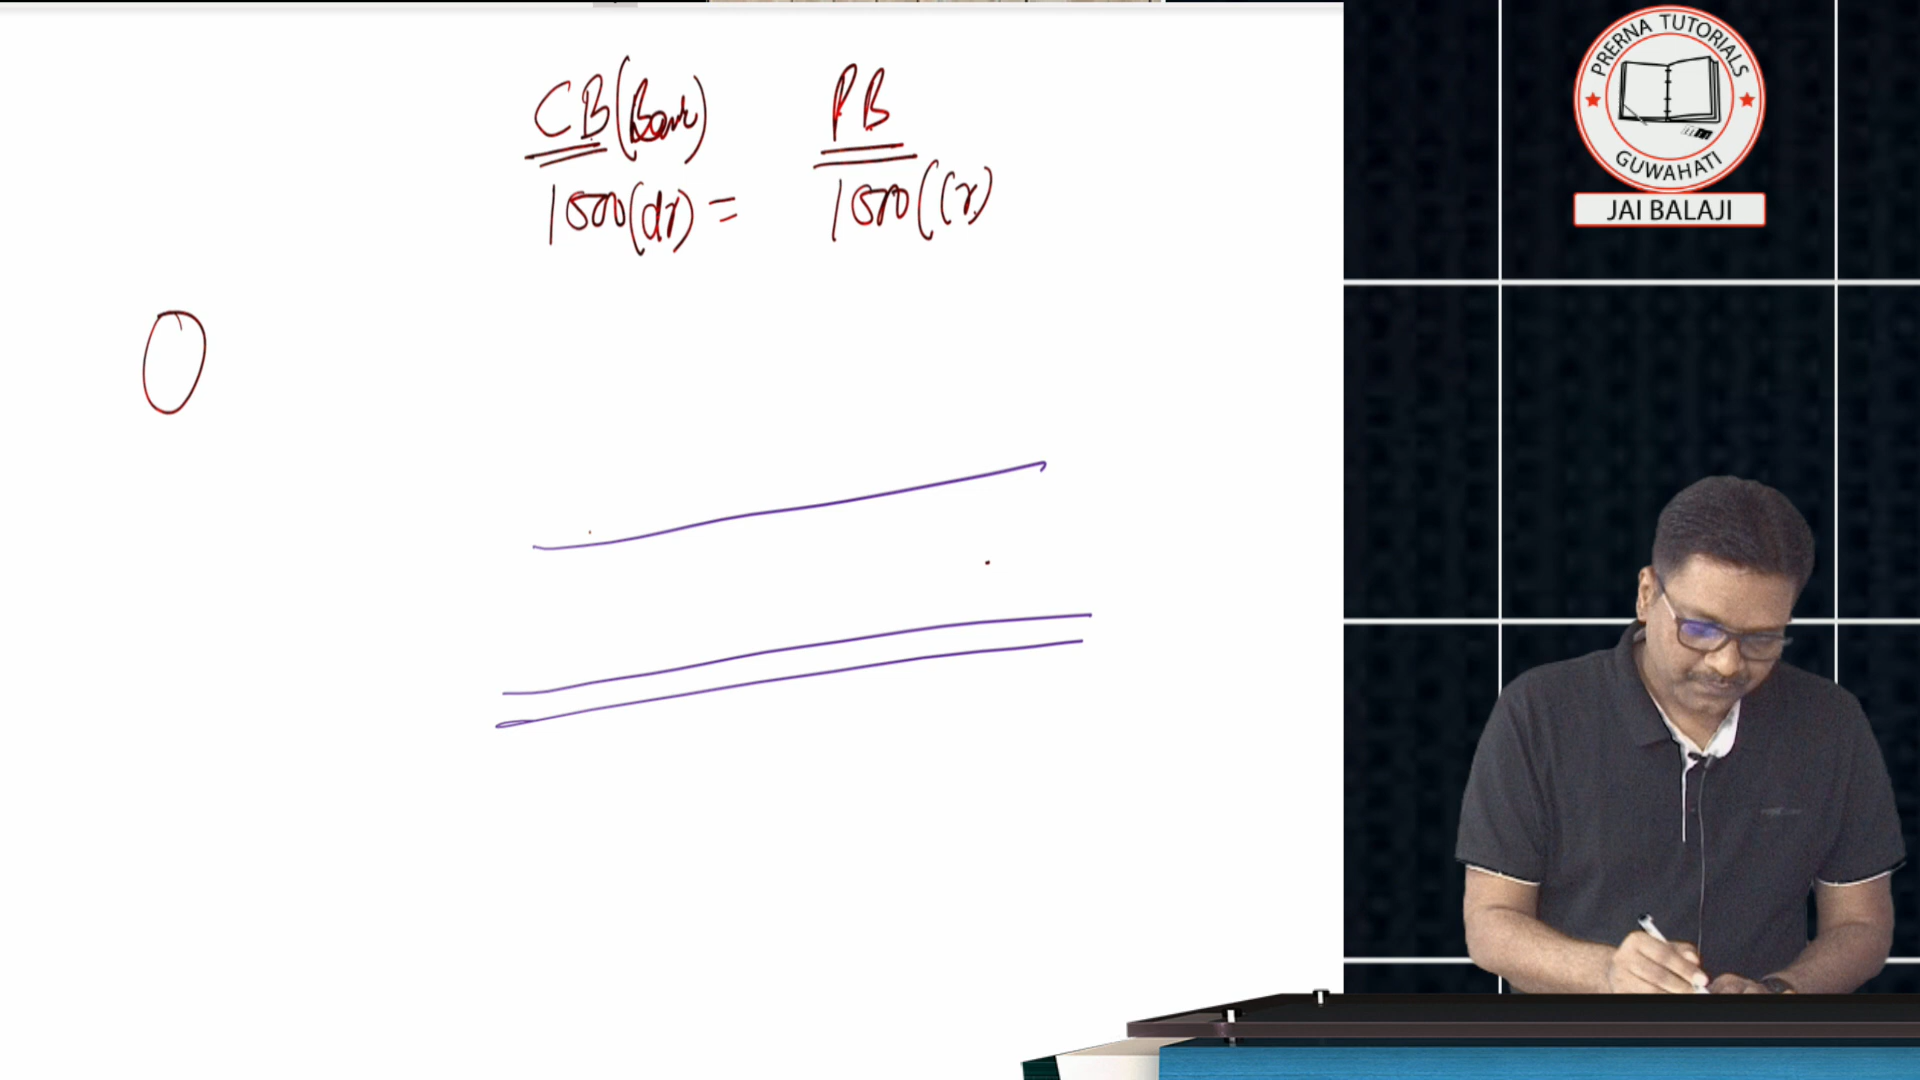 CB (Bank) PB
1500 (dr) = 1500 (Cr)
O
PRERNA TUTORIALS
GUWAHATI
JAI BALAJI